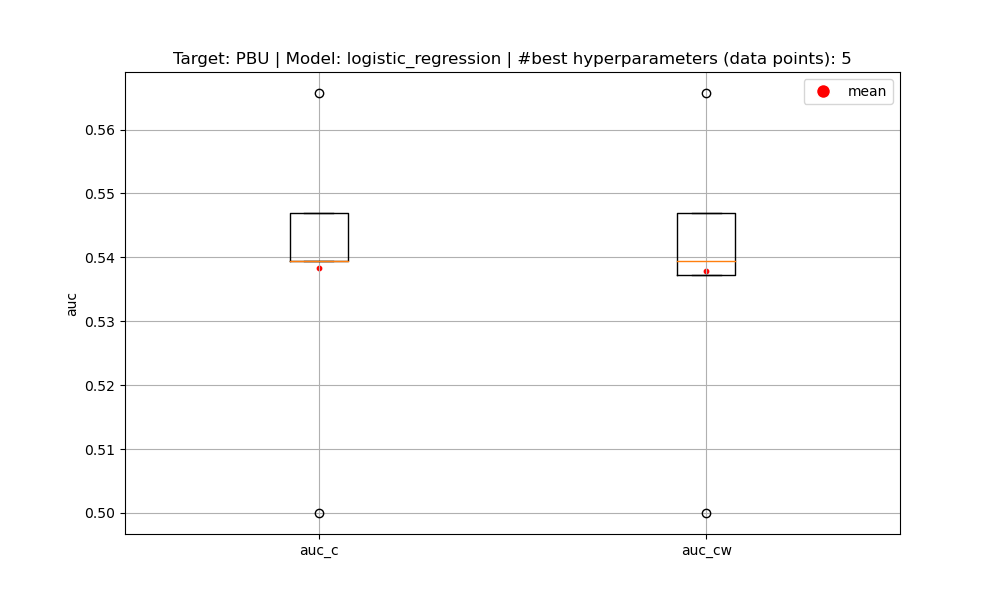 Target: PBU | Model: logistic_regression | #best hyperparameters (data points): 5
mean
0.56
0.55
0.54
0.53
0.52
0.51
0.50
auc
auc_c
auc_cw